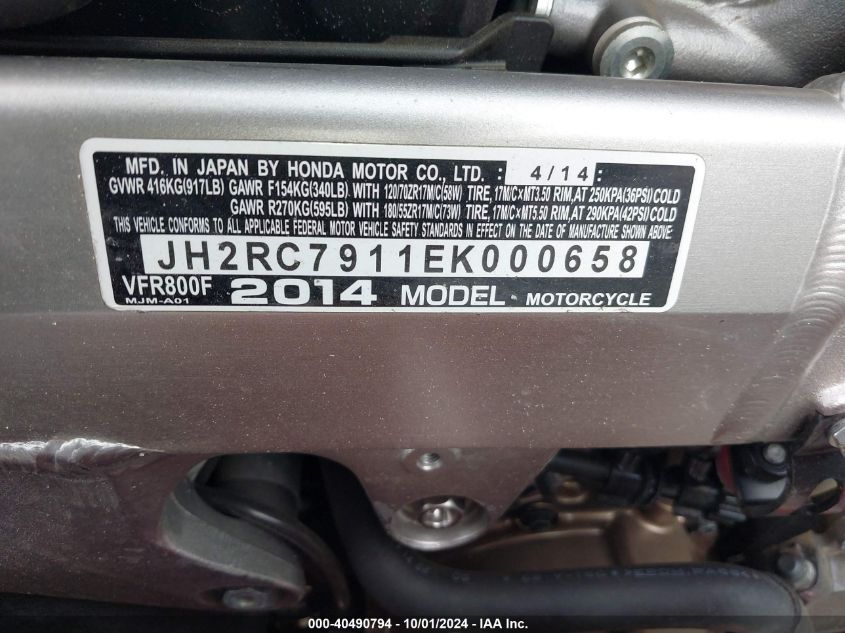 MFD. IN JAPAN BY HONDA MOTOR CO., LTD. : 4/14 :
GVWR 416KG(917LB) GAWR F154KG(340LB) WITH 120/70ZR17M/C(58W) TIRE,17M/C×MT3.50 RIM,AT 250KPA(36PSI)COLD
GAWR R270KG(595LB) WITH 180/55ZR17M/C(73W) TIRE, 17M/C×MT5.50 RIM,AT 290KPA(42PSI)COLD
THIS VEHICLE CONFORMS TO ALL APPLICABLE FEDERAL MOTOR VEHICLE SAFETY STANDARDS IN EFFECT ON THE DATE OF MANUFACTURE SHOWN ABOVE.
JH2RC7911EK000658
VFR800F 2014 MODEL MOTORCYCLE
MJM-A01
000-40490794 - 10/01/2024 - IAA Inc.